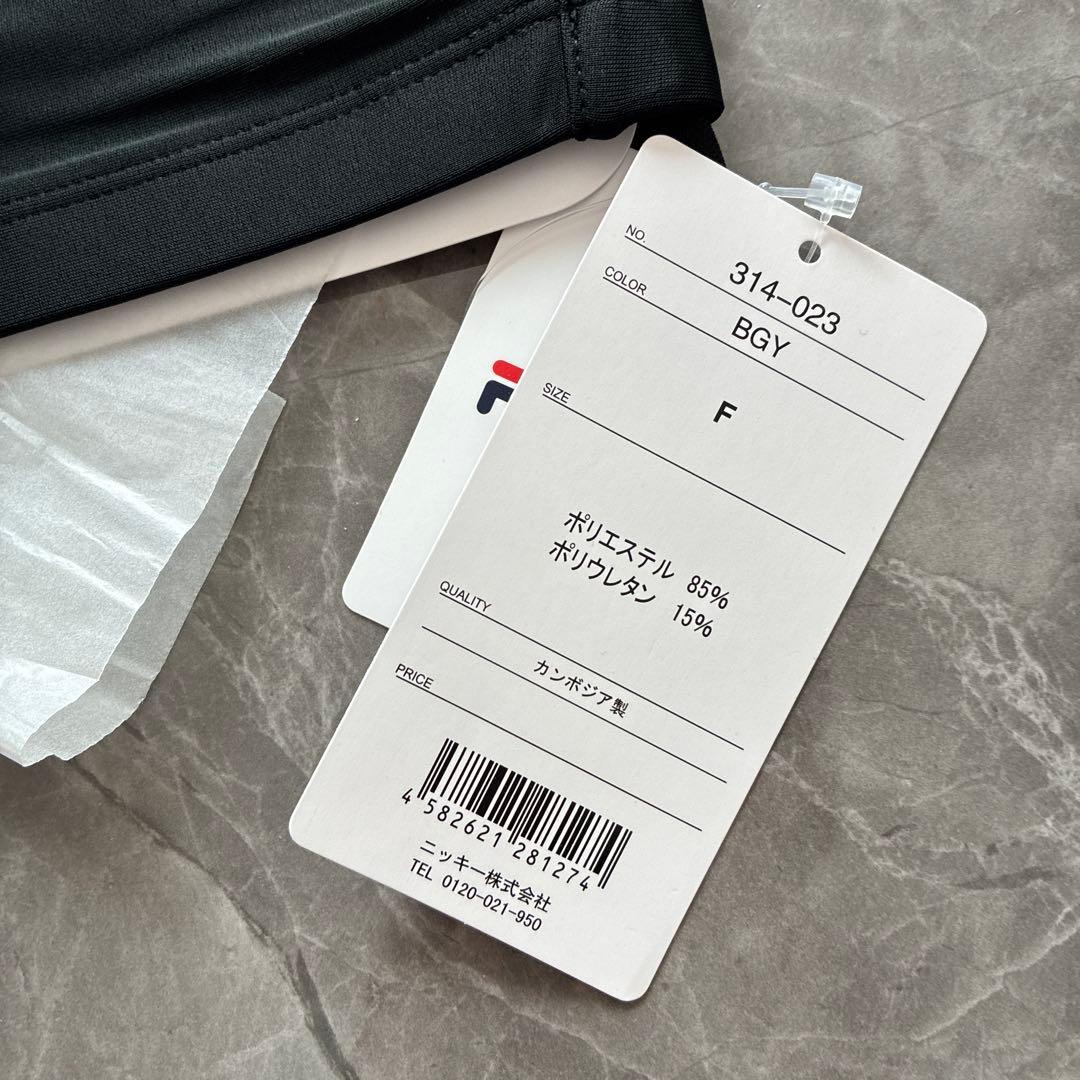 NO.
314-023
COLOR
BGY
SIZE
F
ポリエステル 85%
ポリウレタン 15%
QUALITY
カンボジア製
PRICE
4 582621 281274
ニッキー株式会社
TEL 0120-021-950